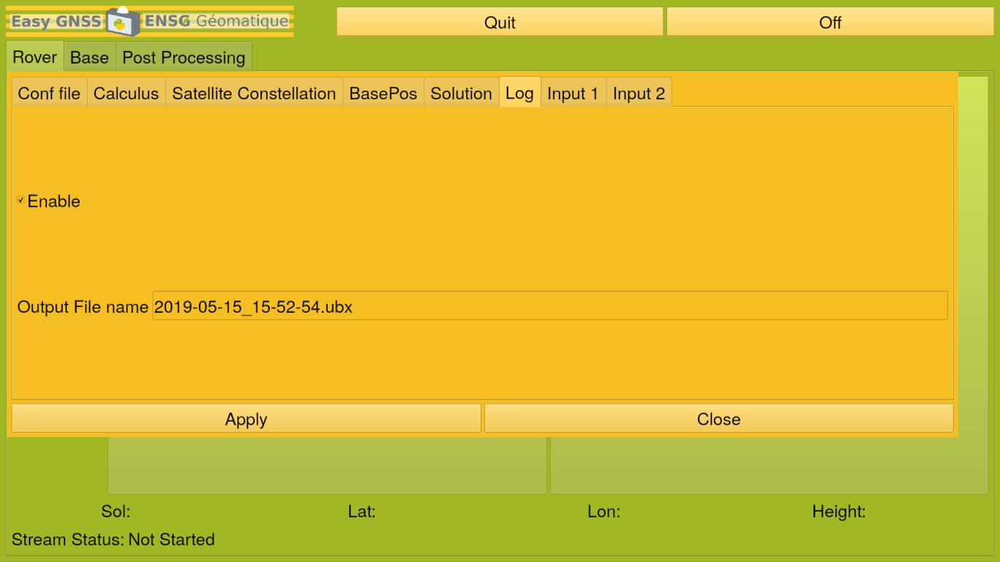 Easy GNSS ENSG Géomatique
Quit
Off
Rover Base Post Processing
Conf file Calculus Satellite Constellation BasePos Solution Log Input 1 Input 2
Enable
Output File name 2019-05-15_15-52-54.ubx
Apply
Close
Sol: Lat: Lon: Height:
Stream Status: Not Started